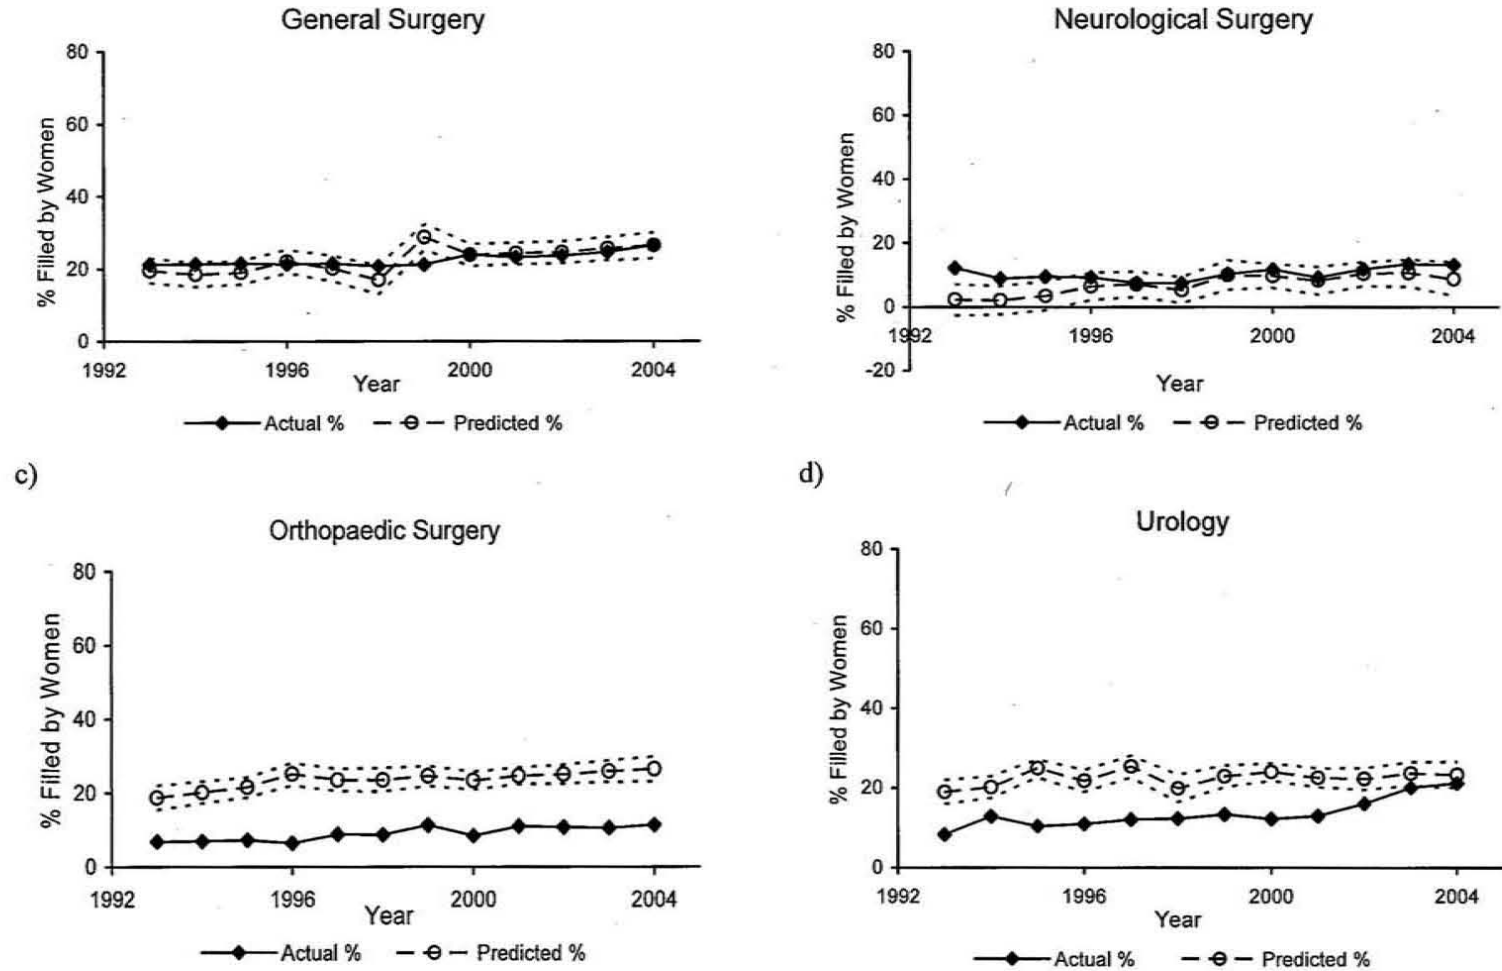 General Surgery
80
60
40
20
0
% Filled by Women
1992
1996
2000
2004
Year
Actual %
Predicted %
Neurological Surgery
80
60
40
20
0
-20
% Filled by Women
1992
1996
2000
2004
Year
Actual %
Predicted %
c)
Orthopaedic Surgery
80
60
40
20
0
% Filled by Women
1992
1996
2000
2004
Year
Actual %
Predicted %
d)
Urology
80
60
40
20
0
% Filled by Women
1992
1996
2000
2004
Year
Actual %
Predicted %